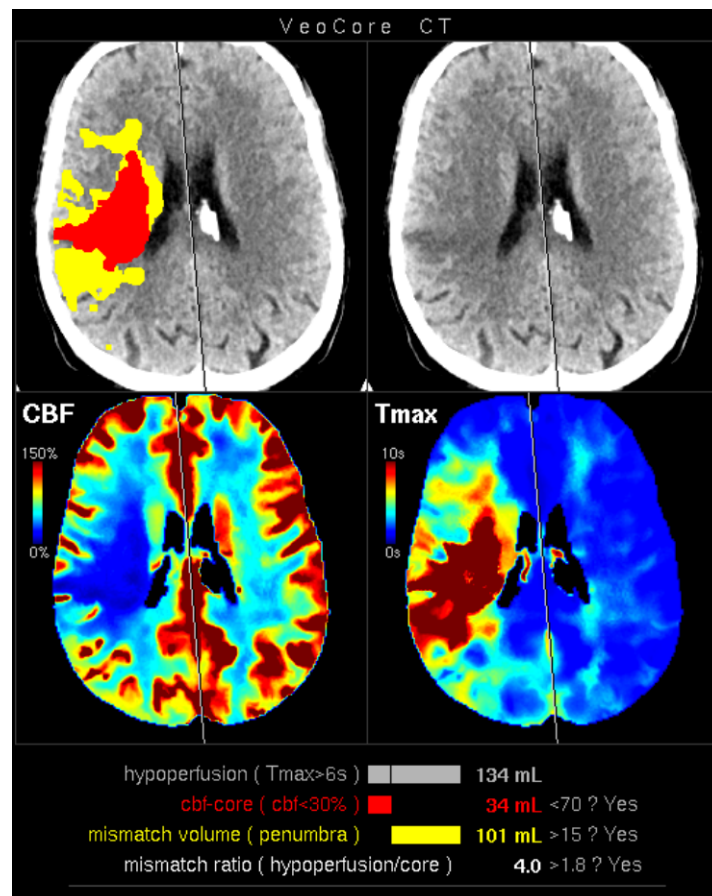 VeoCore CT
CBF
150%
0%
Tmax
10s
0s
hypoperfusion ( Tmax>6s ) 134 mL
cbf-core ( cbf<30% ) 34 mL <70 ? Yes
mismatch volume ( penumbra ) 101 mL >15 ? Yes
mismatch ratio ( hypoperfusion/core ) 4.0 >1.8 ? Yes